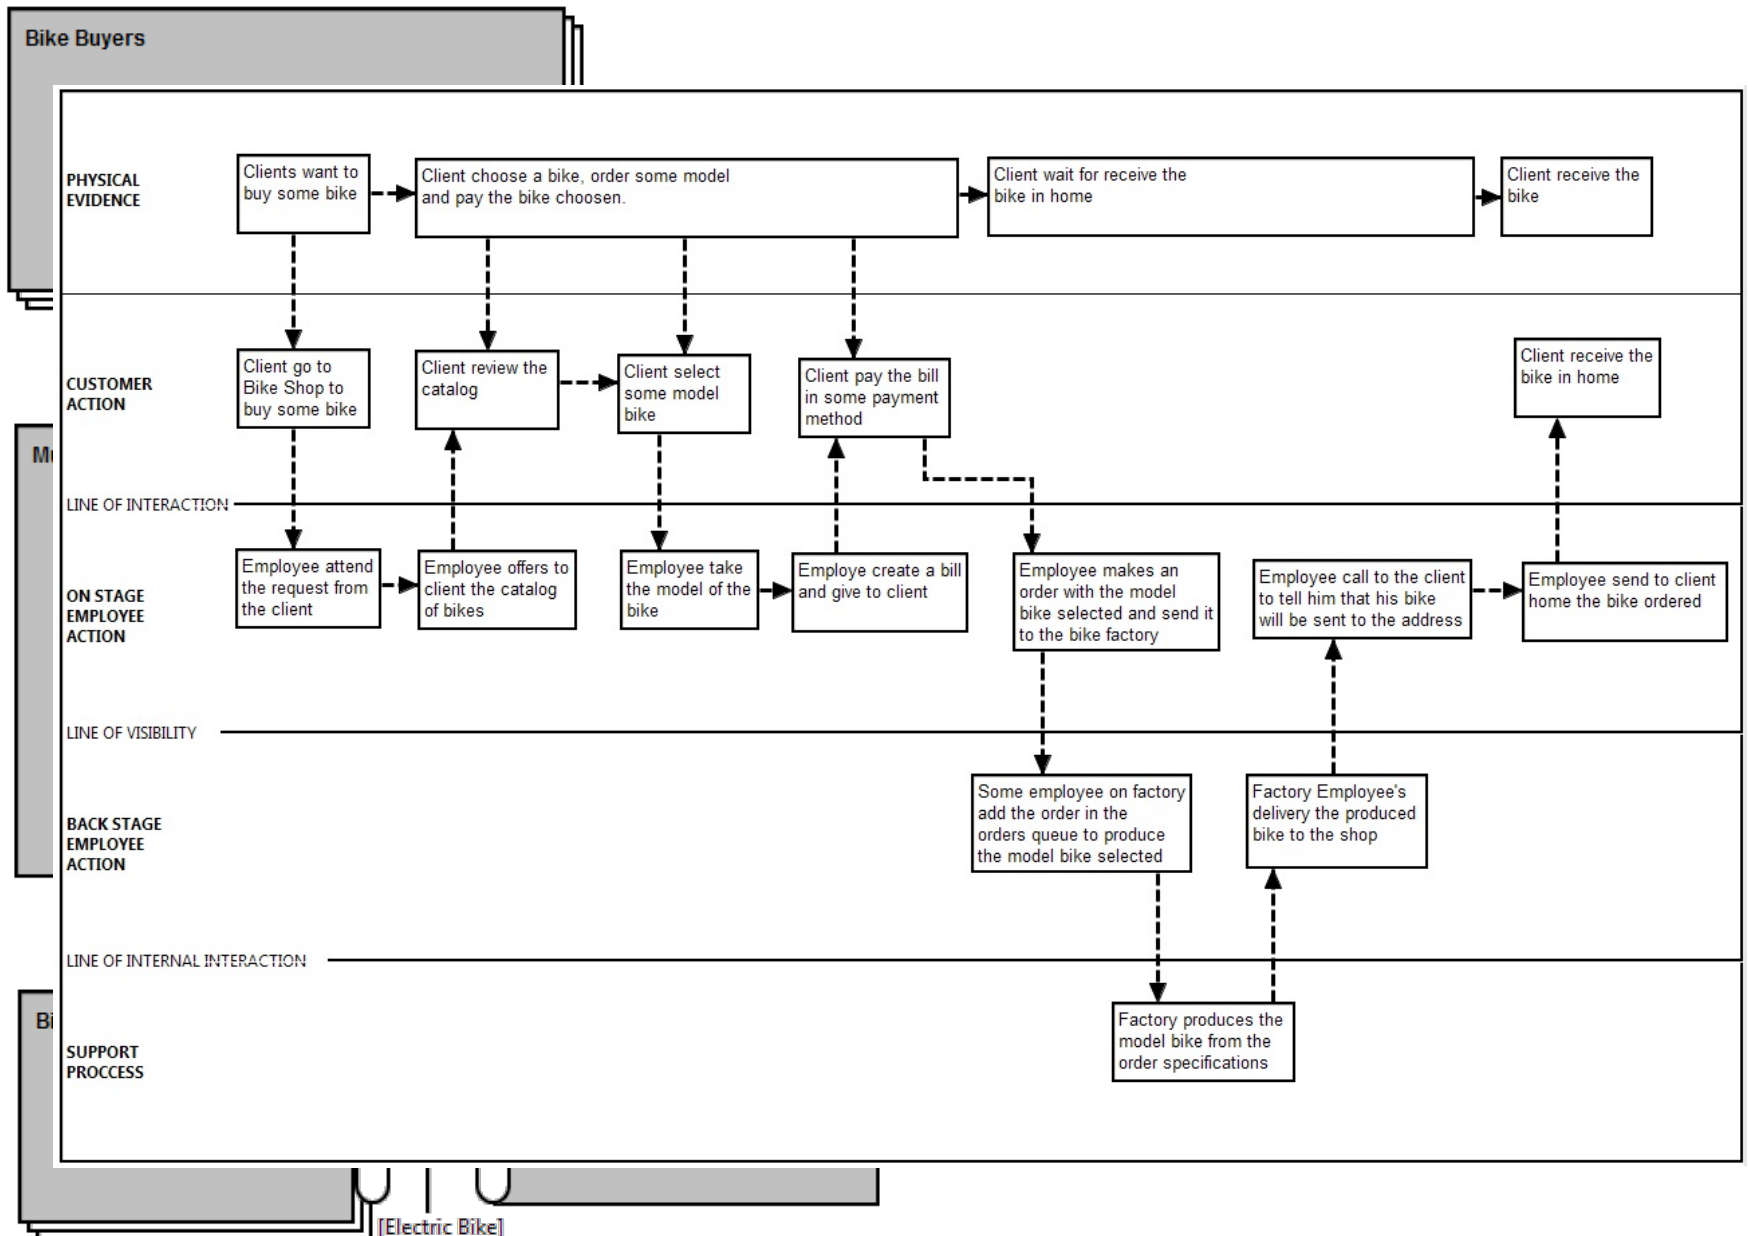 Bike Buyers
PHYSICAL
EVIDENCE
Clients want to
buy some bike
Client choose a bike, order some model
and pay the bike choosen.
Client wait for receive the
bike in home
Client receive the
bike
CUSTOMER
ACTION
Client go to
Bike Shop to
buy some bike
Client review the
catalog
Client select
some model
bike
Client pay the bill
in some payment
method
Client receive the
bike in home
LINE OF INTERACTION
ON STAGE
EMPLOYEE
ACTION
Employee attend
the request from
the client
Employee offers to
client the catalog
of bikes
Employee take
the model of the
bike
Employe create a bill
and give to client
Employee makes an
order with the model
bike selected and send it
to the bike factory
Employee call to the client
to tell him that his bike
will be sent to the address
Employee send to client
home the bike ordered
LINE OF VISIBILITY
BACK STAGE
EMPLOYEE
ACTION
Some employee on factory
add the order in the
orders queue to produce
the model bike selected
Factory Employee's
delivery the produced
bike to the shop
LINE OF INTERNAL INTERACTION
SUPPORT
PROCCESS
Factory produces the
model bike from the
order specifications
[Electric Bike]